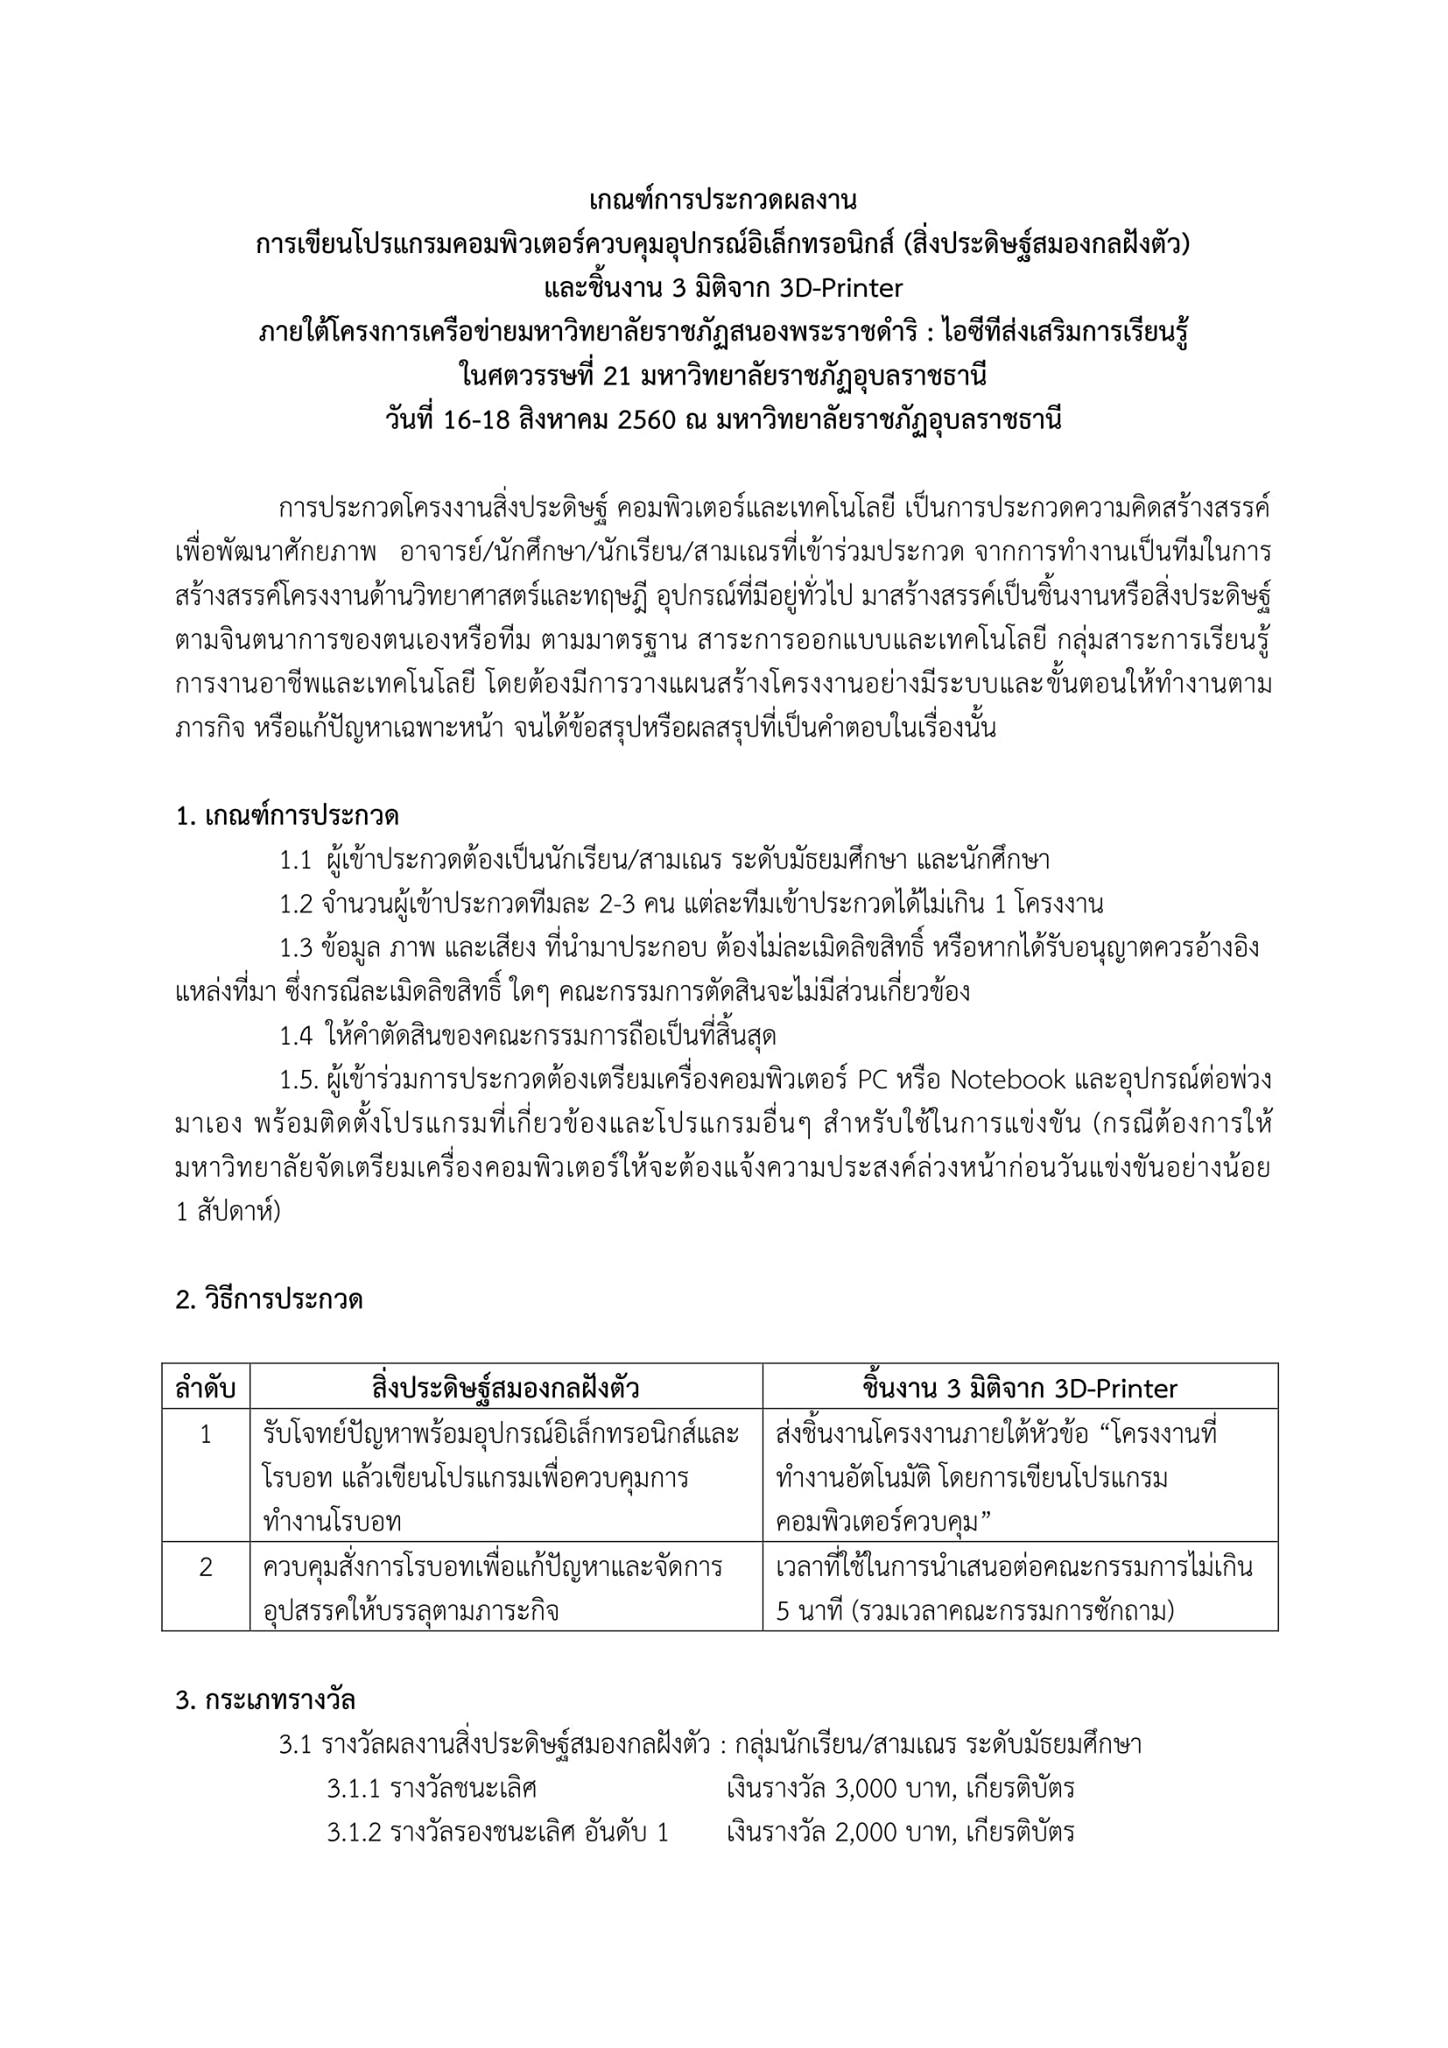 เกณฑ์การประกวดผลงาน
การเขียนโปรแกรมคอมพิวเตอร์ควบคุมอุปกรณ์อิเล็กทรอนิกส์ (สิ่งประดิษฐ์สมองกลฝังตัว)
และชิ้นงาน 3 มิติจาก 3D-Printer
ภายใต้โครงการเครือข่ายมหาวิทยาลัยราชภัฏสนองพระราชดำริ : ไอซีทีส่งเสริมการเรียนรู้
ในศตวรรษที่ 21 มหาวิทยาลัยราชภัฏอุบลราชธานี
วันที่ 16-18 สิงหาคม 2560 ณ มหาวิทยาลัยราชภัฏอุบลราชธานี
การประกวดโครงงานสิ่งประดิษฐ์ คอมพิวเตอร์และเทคโนโลยี เป็นการประกวดความคิดสร้างสรรค์
เพื่อพัฒนาศักยภาพ อาจารย์/นักศึกษา/นักเรียน/สามเณรที่เข้าร่วมประกวด จากการทำงานเป็นทีมในการ
สร้างสรรค์โครงงานด้านวิทยาศาสตร์และทฤษฎี อุปกรณ์ที่มีอยู่ทั่วไป มาสร้างสรรค์เป็นชิ้นงานหรือสิ่งประดิษฐ์
ตามจินตนาการของตนเองหรือทีม ตามมาตรฐาน สาระการออกแบบและเทคโนโลยี กลุ่มสาระการเรียนรู้
การงานอาชีพและเทคโนโลยี โดยต้องมีการวางแผนสร้างโครงงานอย่างมีระบบและขั้นตอนให้ทำงานตาม
ภารกิจ หรือแก้ปัญหาเฉพาะหน้า จนได้ข้อสรุปหรือผลสรุปที่เป็นคำตอบในเรื่องนั้น
1. เกณฑ์การประกวด
1.1 ผู้เข้าประกวดต้องเป็นนักเรียน/สามเณร ระดับมัธยมศึกษา และนักศึกษา
1.2 จำนวนผู้เข้าประกวดทีมละ 2-3 คน แต่ละทีมเข้าประกวดได้ไม่เกิน 1 โครงงาน
1.3 ข้อมูล ภาพ และเสียง ที่นำมาประกอบ ต้องไม่ละเมิดลิขสิทธิ์ หรือหากได้รับอนุญาตควรอ้างอิง
แหล่งที่มา ซึ่งกรณีละเมิดลิขสิทธิ์ ใดๆ คณะกรรมการตัดสินจะไม่มีส่วนเกี่ยวข้อง
1.4 ให้คำตัดสินของคณะกรรมการถือเป็นที่สิ้นสุด
1.5. ผู้เข้าร่วมการประกวดต้องเตรียมเครื่องคอมพิวเตอร์ PC หรือ Notebook และอุปกรณ์ต่อพ่วง
มาเอง พร้อมติดตั้งโปรแกรมที่เกี่ยวข้องและโปรแกรมอื่นๆ สำหรับใช้ในการแข่งขัน (กรณีต้องการให้
มหาวิทยาลัยจัดเตรียมเครื่องคอมพิวเตอร์ให้จะต้องแจ้งความประสงค์ล่วงหน้าก่อนวันแข่งขันอย่างน้อย
1 สัปดาห์)
2. วิธีการประกวด
ลำดับ สิ่งประดิษฐ์สมองกลฝังตัว ชิ้นงาน 3 มิติจาก 3D-Printer
1 รับโจทย์ปัญหาพร้อมอุปกรณ์อิเล็กทรอนิกส์และ ส่งชิ้นงานโครงงานภายใต้หัวข้อ “โครงงานที่
โรบอท แล้วเขียนโปรแกรมเพื่อควบคุมการ ทำงานอัตโนมัติ โดยการเขียนโปรแกรม
ทำงานโรบอท คอมพิวเตอร์ควบคุม”
2 ควบคุมสั่งการโรบอทเพื่อแก้ปัญหาและจัดการ เวลาที่ใช้ในการนำเสนอต่อคณะกรรมการไม่เกิน
อุปสรรคให้บรรลุตามภาระกิจ 5 นาที (รวมเวลาคณะกรรมการซักถาม)
3. กระเภทรางวัล
3.1 รางวัลผลงานสิ่งประดิษฐ์สมองกลฝังตัว : กลุ่มนักเรียน/สามเณร ระดับมัธยมศึกษา
3.1.1 รางวัลชนะเลิศ เงินรางวัล 3,000 บาท, เกียรติบัตร
3.1.2 รางวัลรองชนะเลิศ อันดับ 1 เงินรางวัล 2,000 บาท, เกียรติบัตร